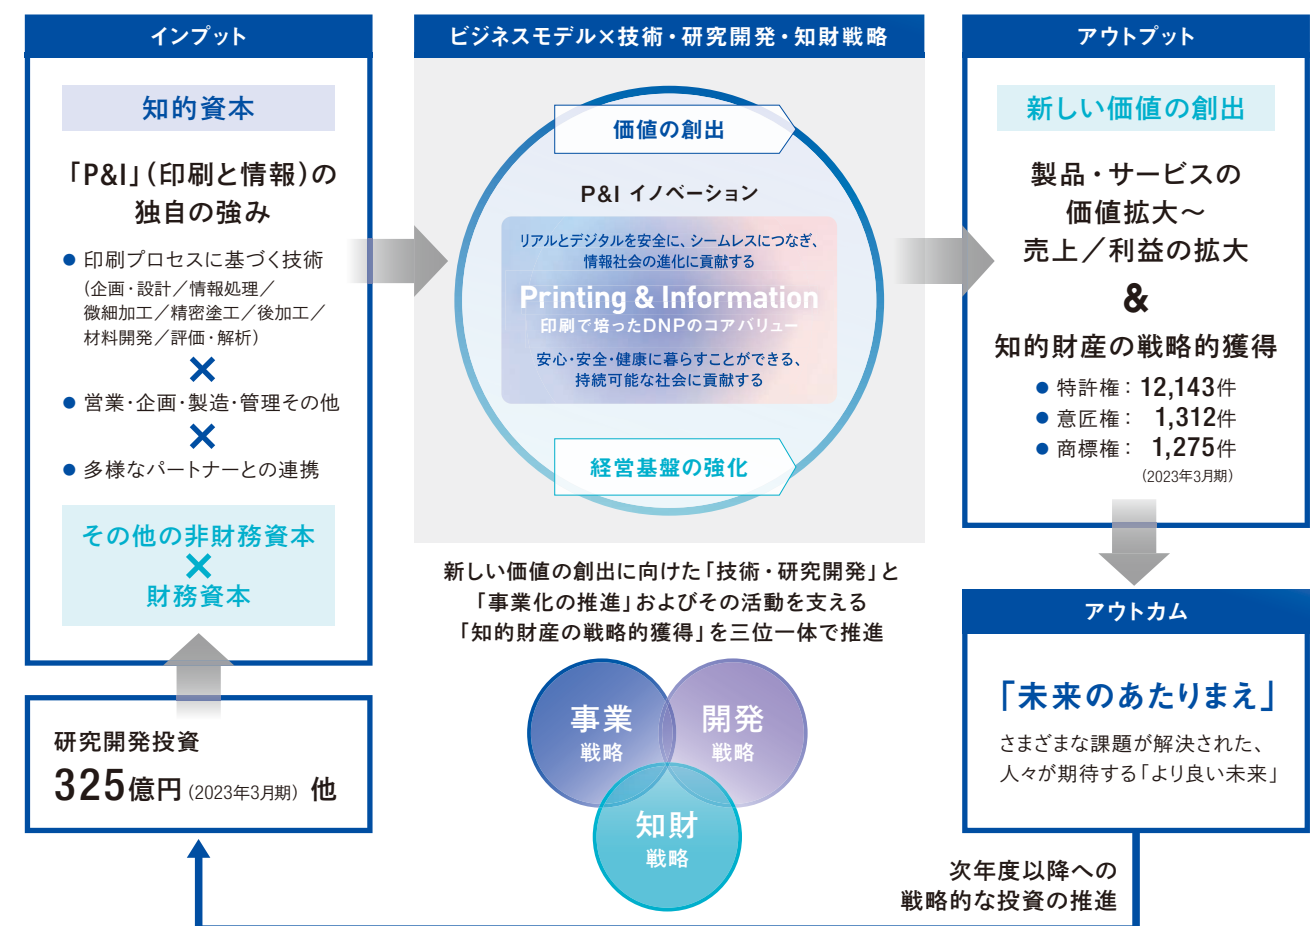 インプット
知的資本
「P&I」（印刷と情報）の
独自の強み
● 印刷プロセスに基づく技術
（企画・設計／情報処理／
微細加工／精密塗工／後加工／
材料開発／評価・解析）
×
● 営業・企画・製造・管理その他
×
● 多様なパートナーとの連携
その他の非財務資本
×
財務資本
研究開発投資
325億円（2023年3月期）他
ビジネスモデル×技術・研究開発・知財戦略
価値の創出
P&I イノベーション
リアルとデジタルを安全に、シームレスにつなぎ、
情報社会の進化に貢献する
Printing & Information
印刷で培ったDNPのコアバリュー
安心・安全・健康に暮らすことができる、
持続可能な社会に貢献する
経営基盤の強化
新しい価値の創出に向けた「技術・研究開発」と
「事業化の推進」およびその活動を支える
「知的財産の戦略的獲得」を三位一体で推進
事業
戦略
開発
戦略
知財
戦略
アウトプット
新しい価値の創出
製品・サービスの
価値拡大～
売上／利益の拡大
&
知的財産の戦略的獲得
● 特許権： 12,143件
● 意匠権： 1,312件
● 商標権： 1,275件
（2023年3月期）
アウトカム
「未来のあたりまえ」
さまざまな課題が解決された、
人々が期待する「より良い未来」
次年度以降への
戦略的な投資の推進